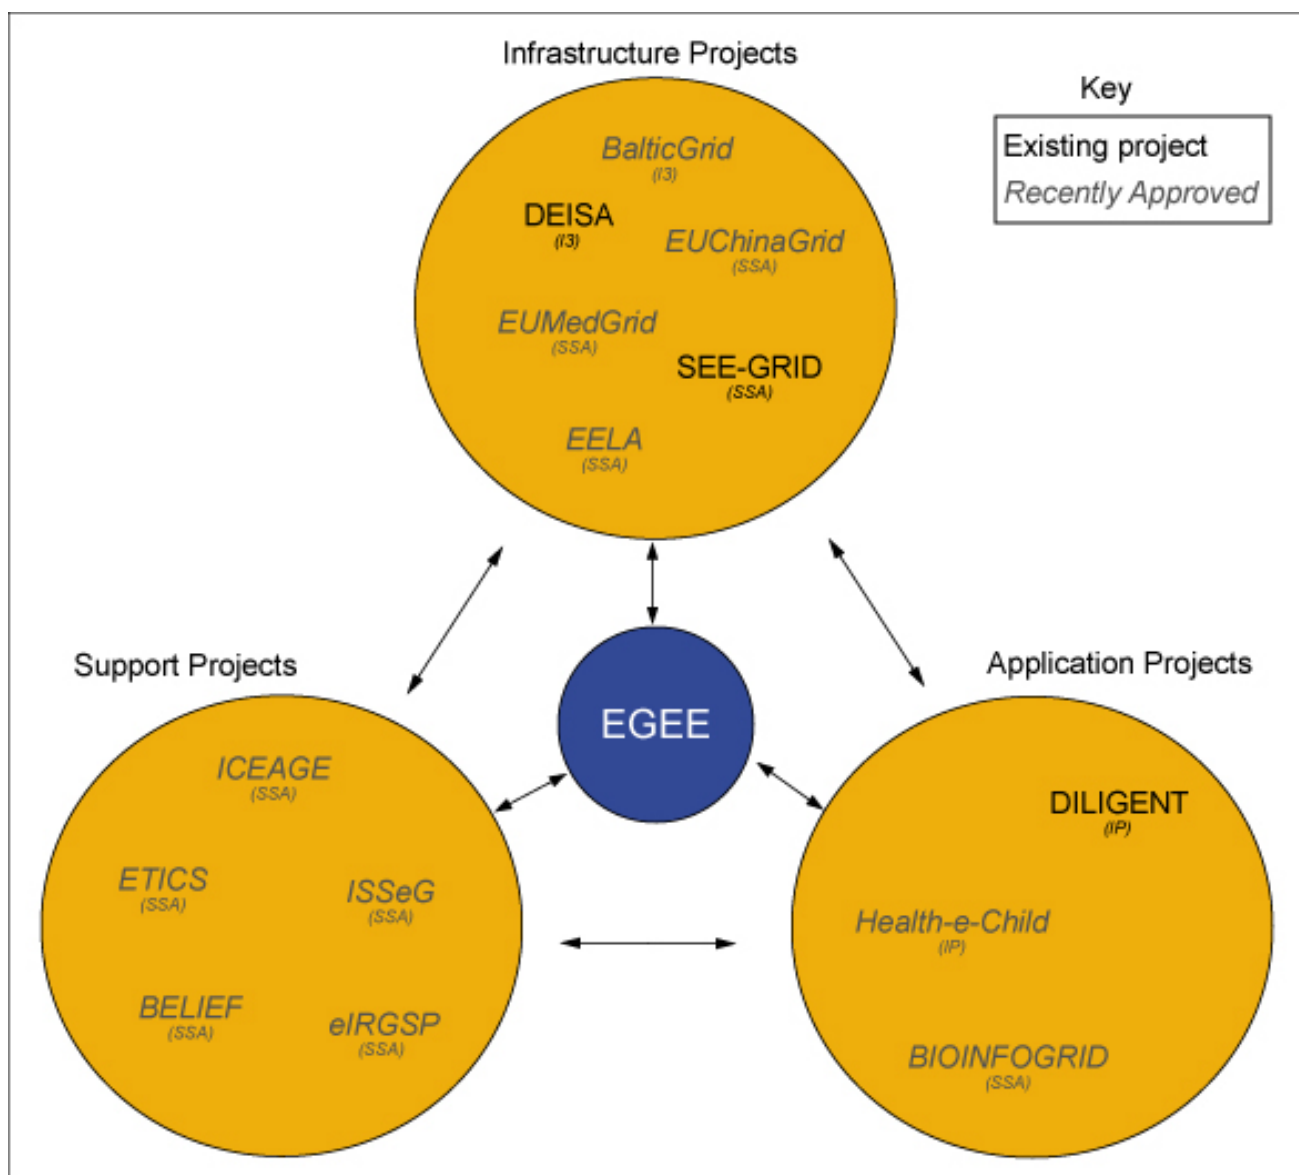 Infrastructure Projects
Key
Existing project
Recently Approved
BalticGrid
(I3)
DEISA
(I3)
EUChinaGrid
(SSA)
EUMedGrid
(SSA)
SEE-GRID
(SSA)
EELA
(SSA)
Support Projects
Application Projects
EGEE
ICEAGE
(SSA)
ETICS
(SSA)
ISSeG
(SSA)
BELIEF
(SSA)
eIRGSP
(SSA)
DILIGENT
(IP)
Health-e-Child
(IP)
BIOINFOGRID
(SSA)